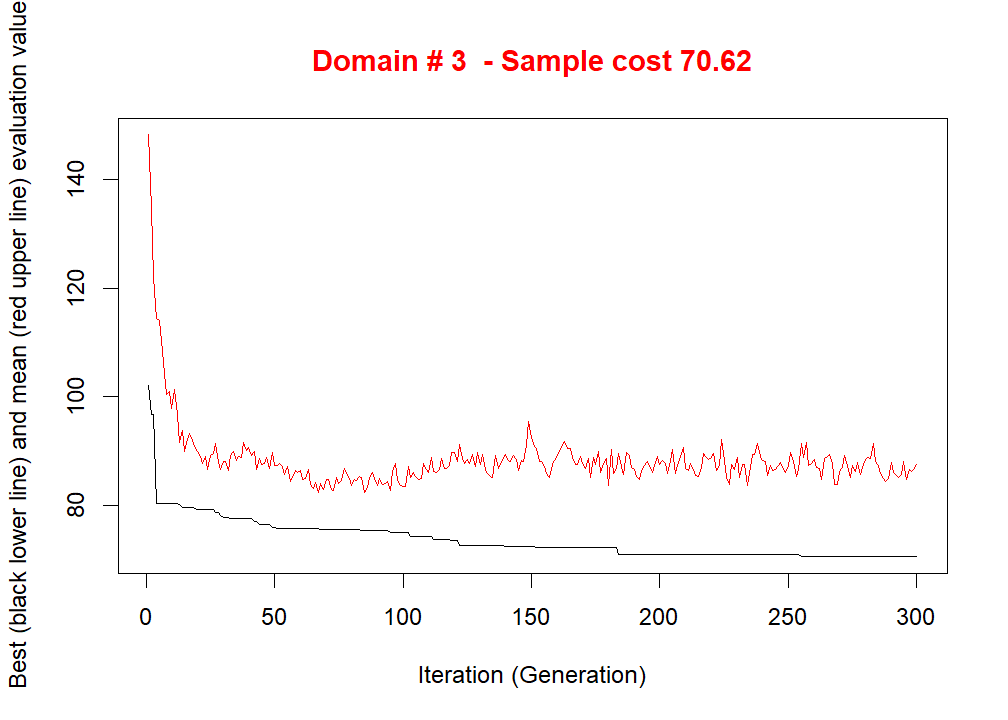 Domain # 3  - Sample cost 70.62
Best (black lower line) and mean (red upper line) evaluation value
140
120
100
80
0 50 100 150 200 250 300
Iteration (Generation)